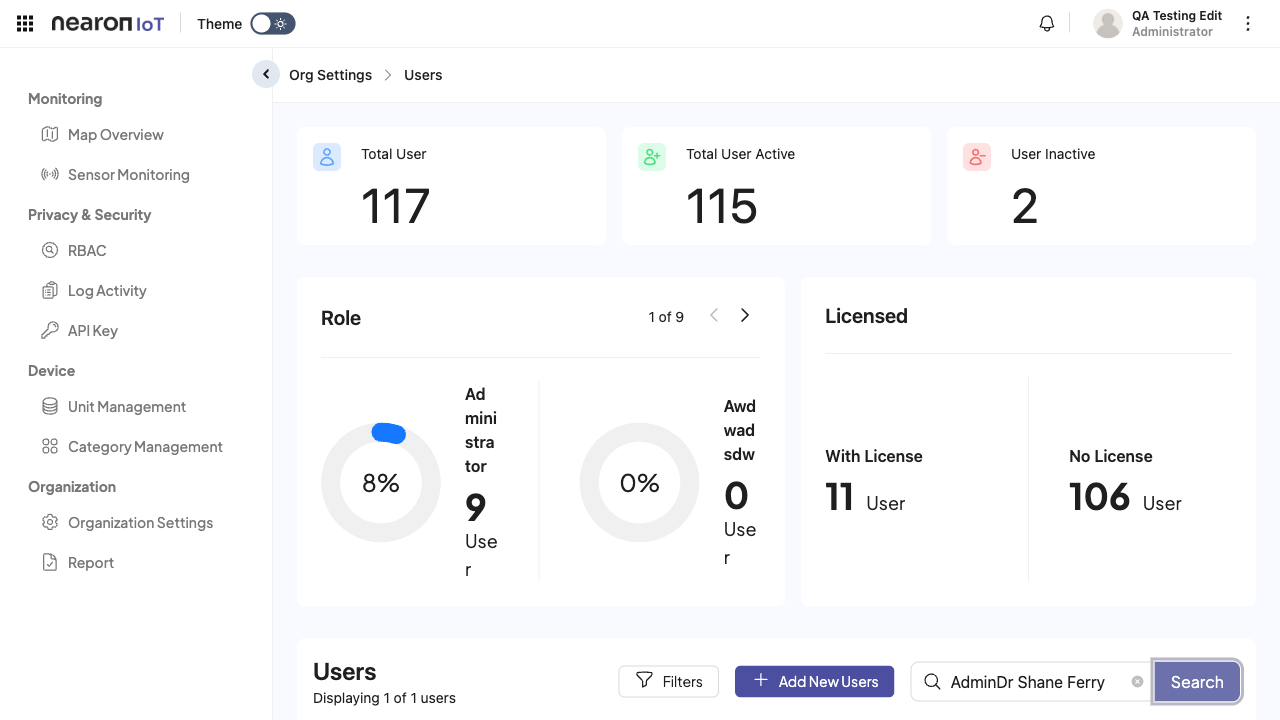 nearon IoT
Theme
QA Testing Edit
Administrator
Org Settings > Users
Monitoring
Map Overview
Sensor Monitoring
Privacy & Security
RBAC
Log Activity
API Key
Device
Unit Management
Category Management
Organization
Organization Settings
Report
Total User
117
Total User Active
115
User Inactive
2
Role
1 of 9
8%
Ad
mini
stra
tor
9
Use
r
0%
Awd
wad
sdw
0
Use
r
Licensed
With License
11 User
No License
106 User
Users
Displaying 1 of 1 users
Filters
Add New Users
AdminDr Shane Ferry
Search